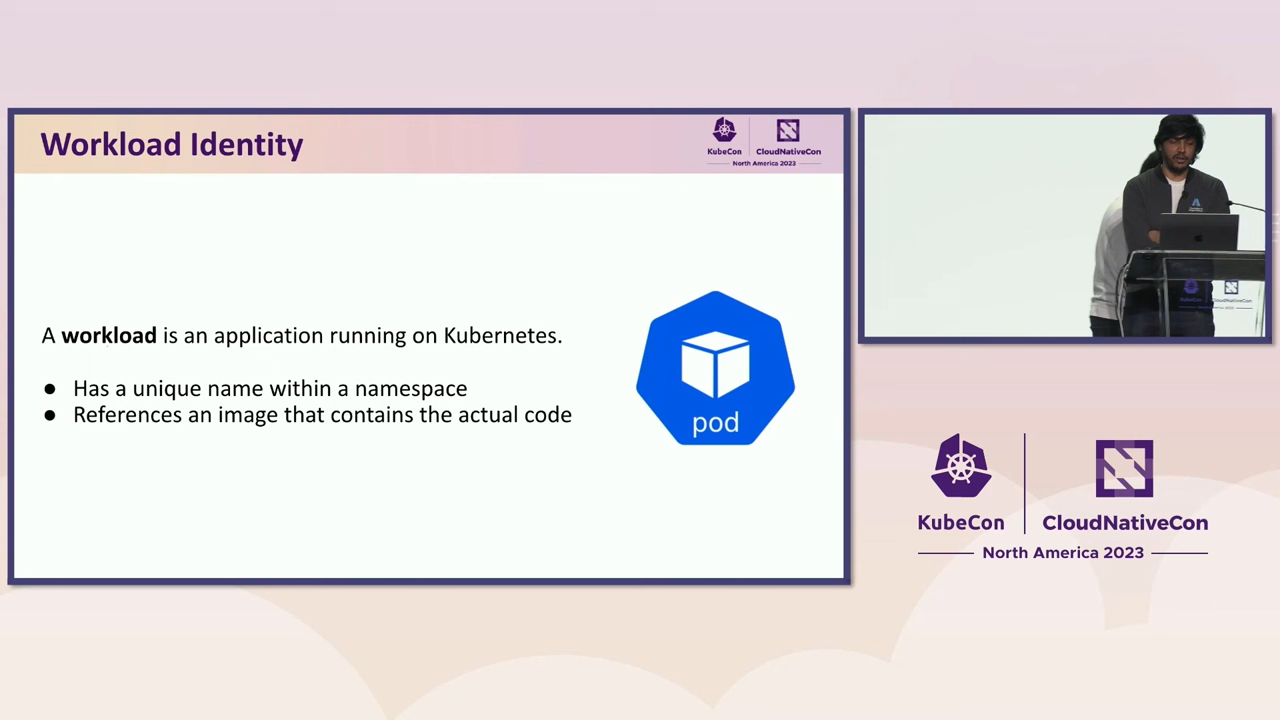 Workload Identity
KubeCon
CloudNativeCon
North America 2023
A workload is an application running on Kubernetes.
● Has a unique name within a namespace
● References an image that contains the actual code
pod
KubeCon
CloudNativeCon
North America 2023